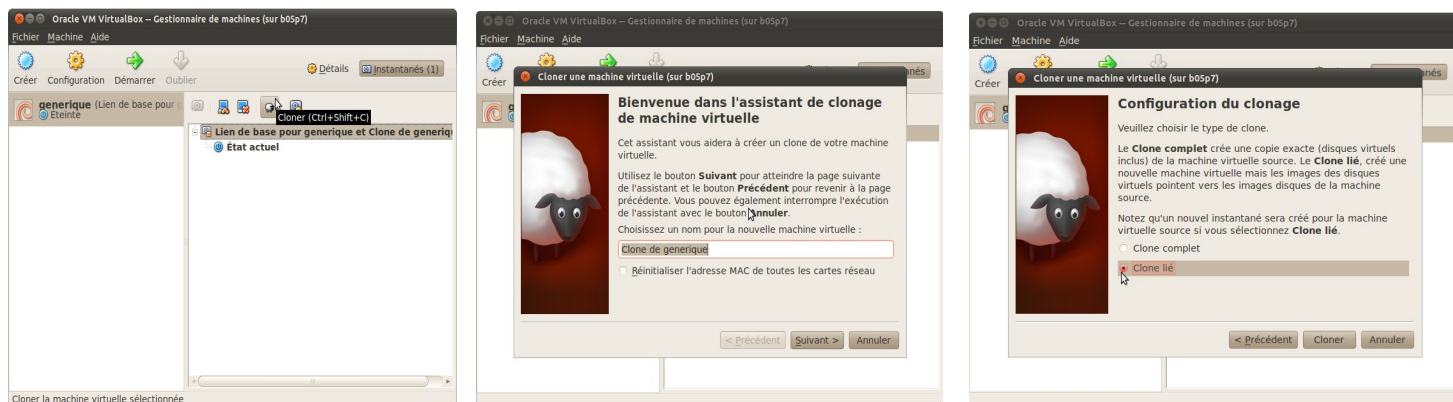 Oracle VM VirtualBox – Gestionnaire de machines (sur b05p7)
Fichier Machine Aide
Créer Configuration Démarrer Oublier
Détails Instantanés (1)
generique (Lien de base pour
Éteinte
Cloner (Ctrl+Shift+C)
Lien de base pour generique et Clone de generiqu
État actuel
Cloner la machine virtuelle sélectionnée
Oracle VM VirtualBox – Gestionnaire de machines (sur b05p7)
Fichier Machine Aide
Créer
Cloner une machine virtuelle (sur b05p7)
Bienvenue dans l'assistant de clonage
de machine virtuelle
Cet assistant vous aidera à créer un clone de votre machine
virtuelle.
Utilisez le bouton Suivant pour atteindre la page suivante
de l'assistant et le bouton Précédent pour revenir à la page
précédente. Vous pouvez également interrompre l'exécution
de l'assistant avec le bouton Annuler.
Choisissez un nom pour la nouvelle machine virtuelle :
Clone de generique
Réinitialiser l'adresse MAC de toutes les cartes réseau
< Précédent Suivant > Annuler
Oracle VM VirtualBox – Gestionnaire de machines (sur b05p7)
Fichier Machine Aide
Créer
Cloner une machine virtuelle (sur b05p7)
Configuration du clonage
Veuillez choisir le type de clone.
Le Clone complet crée une copie exacte (disques virtuels
inclus) de la machine virtuelle source. Le Clone lié, créé une
nouvelle machine virtuelle mais les images des disques
virtuels pointent vers les images disques de la machine
source.
Notez qu'un nouvel instantané sera créé pour la machine
virtuelle source si vous sélectionnez Clone lié.
Clone complet
Clone lié
< Précédent Cloner Annuler